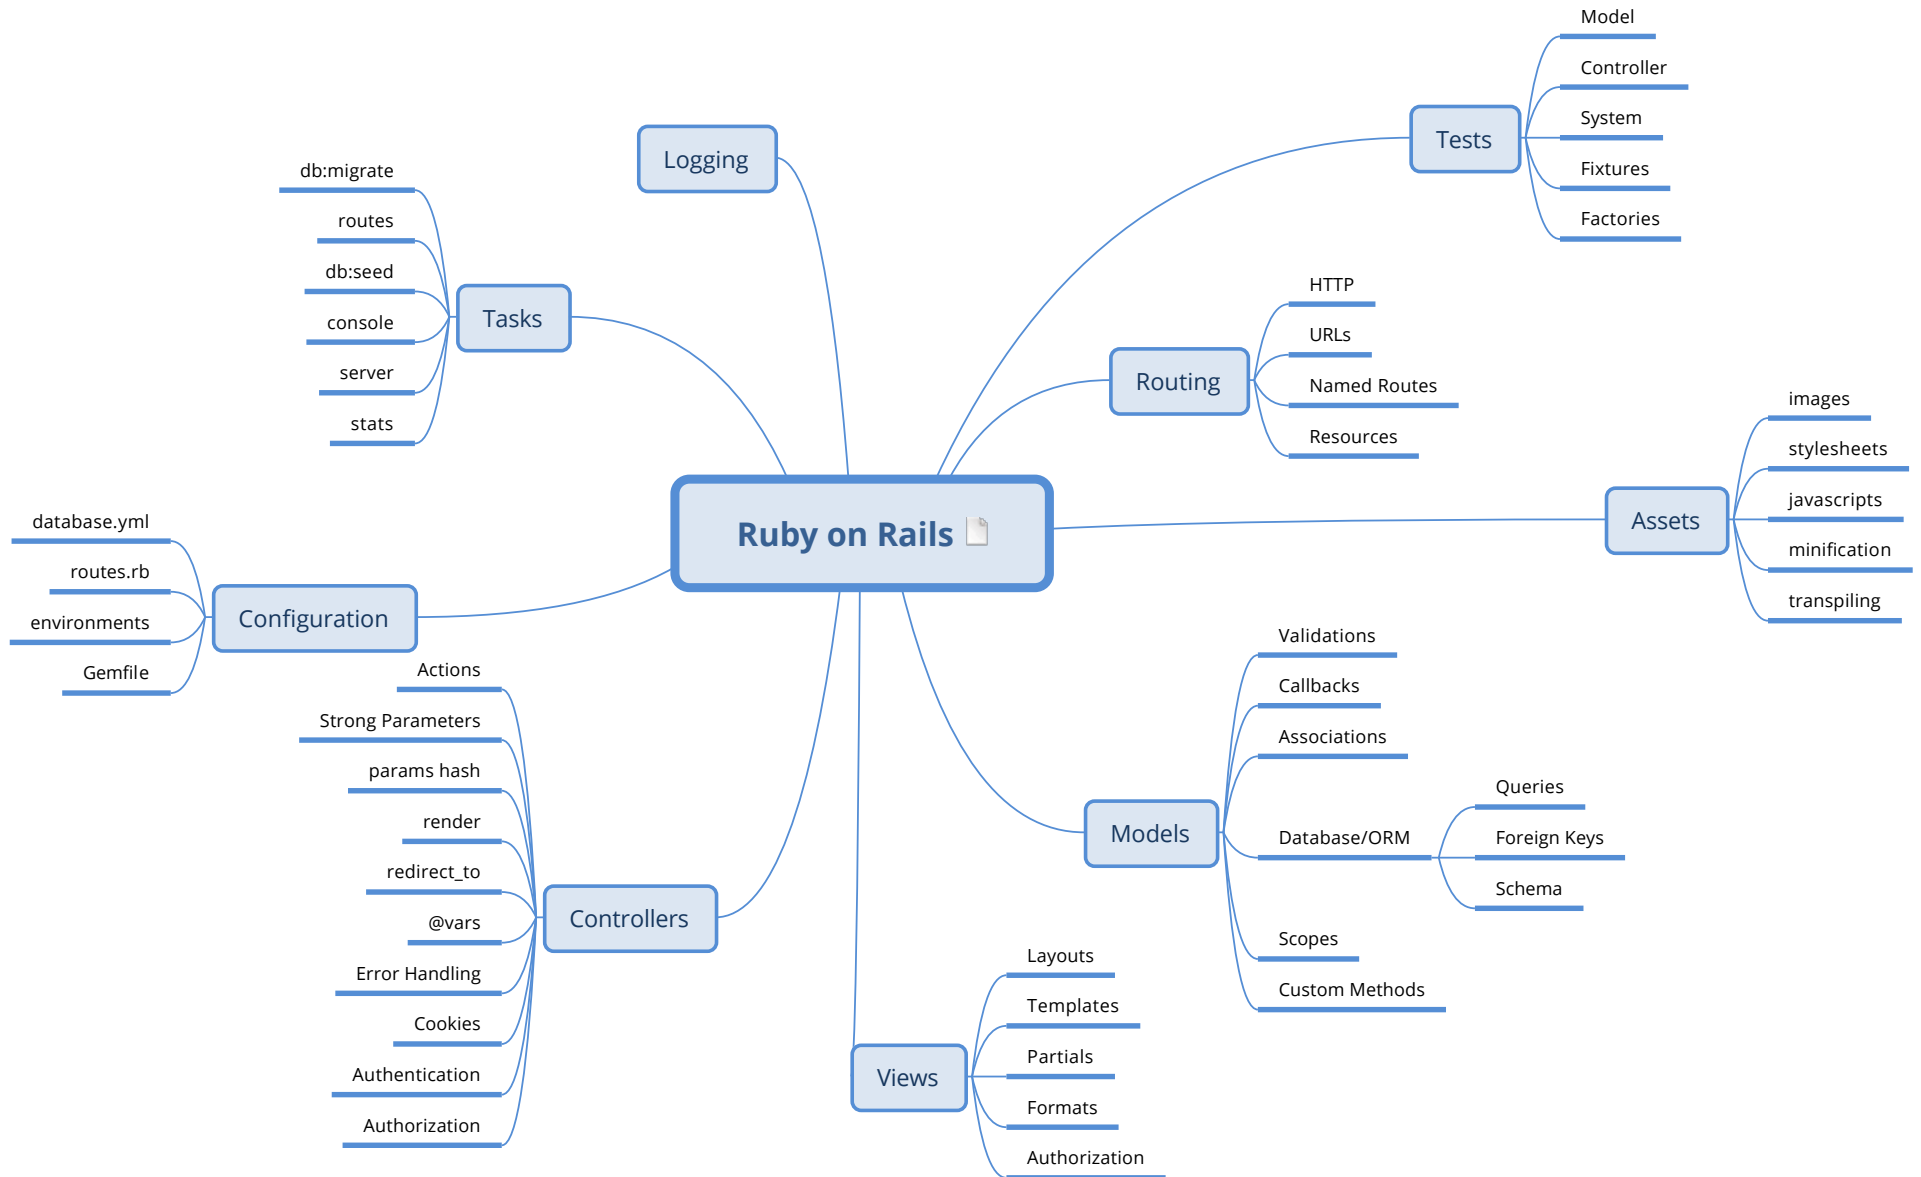 Ruby on Rails
Logging
Tasks
db:migrate
routes
db:seed
console
server
stats
Configuration
database.yml
routes.rb
environments
Gemfile
Controllers
Actions
Strong Parameters
params hash
render
redirect_to
@vars
Error Handling
Cookies
Authentication
Authorization
Tests
Model
Controller
System
Fixtures
Factories
Routing
HTTP
URLs
Named Routes
Resources
Assets
images
stylesheets
javascripts
minification
transpiling
Models
Validations
Callbacks
Associations
Database/ORM
Queries
Foreign Keys
Schema
Scopes
Custom Methods
Views
Layouts
Templates
Partials
Formats
Authorization